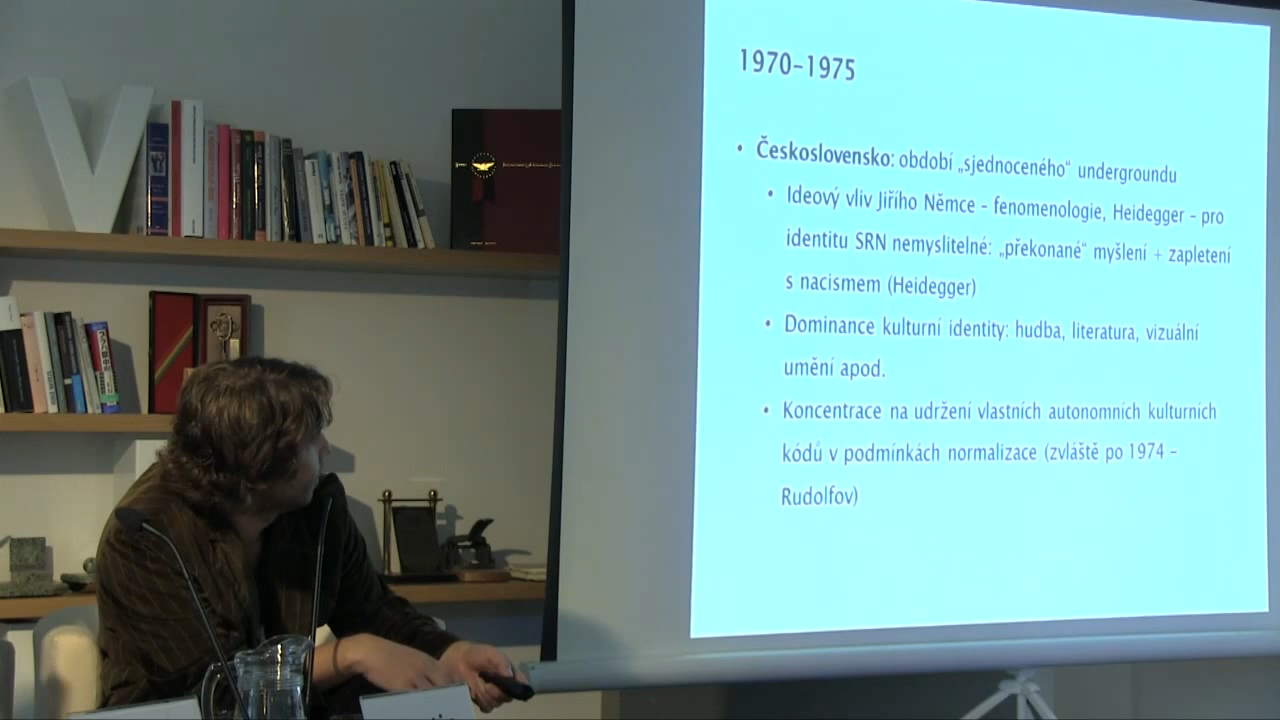 V
1970–1975
• Československo: období „sjednoceného“ undergroundu
• Ideový vliv Jiřího Němce – fenomenologie, Heidegger – pro
identitu SRN nemyslitelné: „překonané“ myšlení + zapletení
s nacismem (Heidegger)
• Dominance kulturní identity: hudba, literatura, vizuální
umění apod.
• Koncentrace na udržení vlastních autonomních kulturních
kódů v podmínkách normalizace (zvláště po 1974 –
Rudolfov)